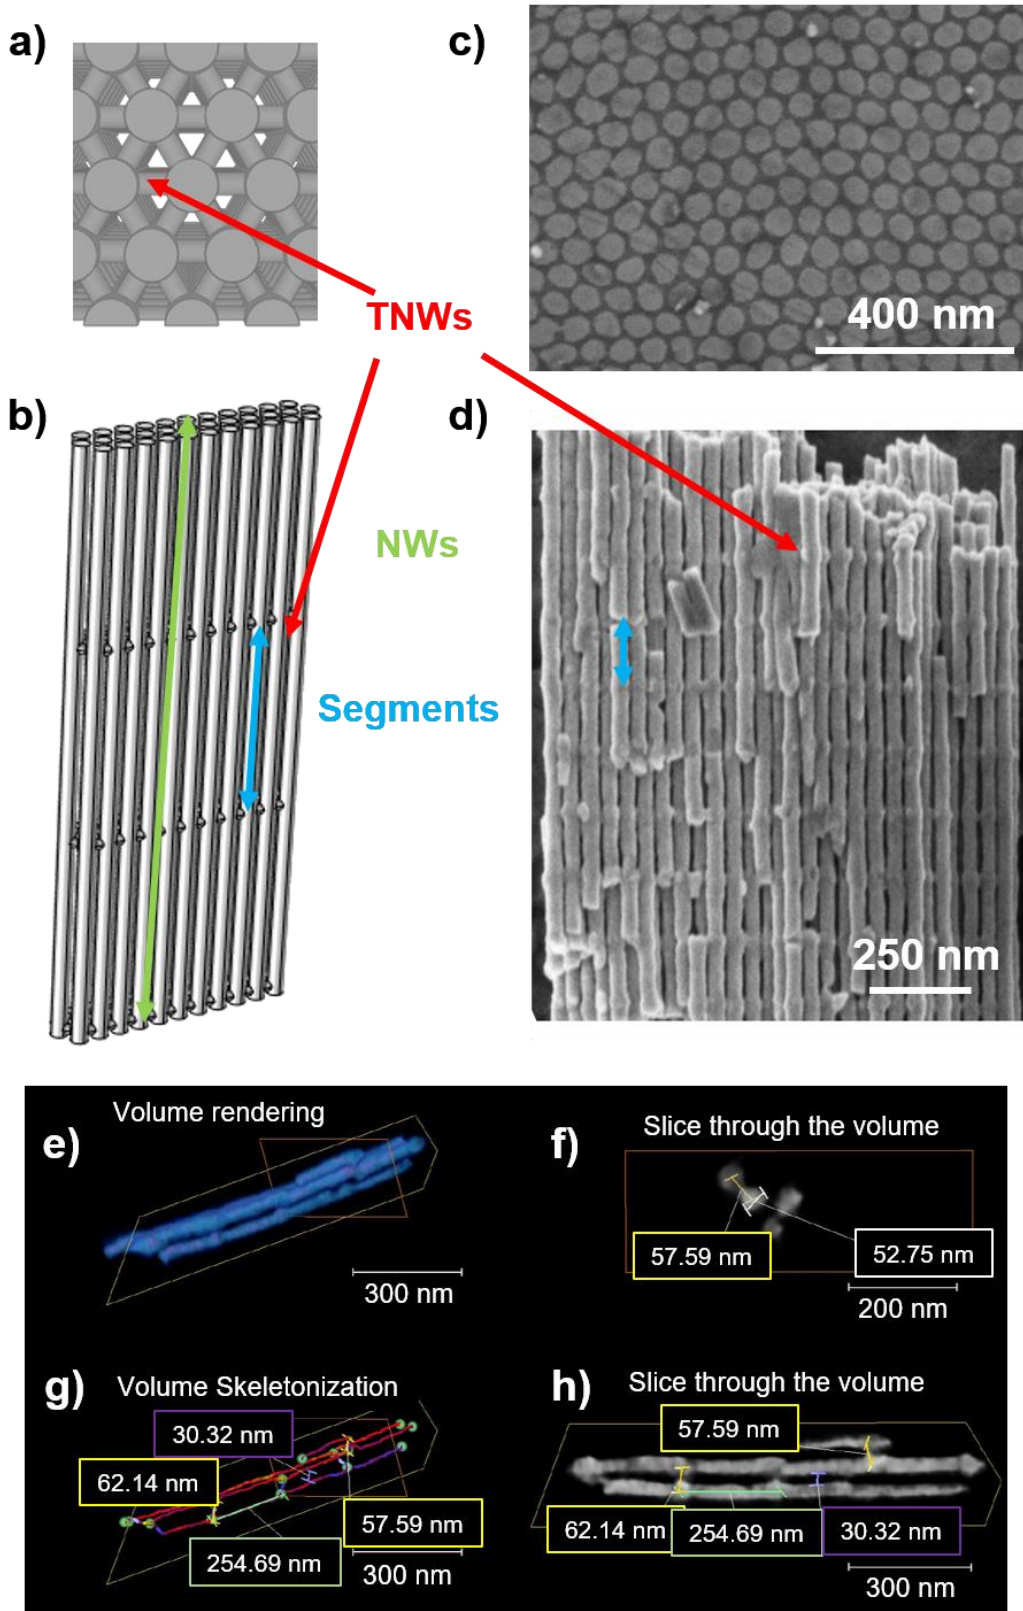 a)
c)
TNWs
400 nm
b)
d)
NWs
Segments
250 nm
Volume rendering
e)
300 nm
Slice through the volume
f)
57.59 nm
52.75 nm
200 nm
g)
Volume Skeletonization
30.32 nm
62.14 nm
57.59 nm
254.69 nm
300 nm
h)
Slice through the volume
57.59 nm
62.14 nm
254.69 nm
30.32 nm
300 nm